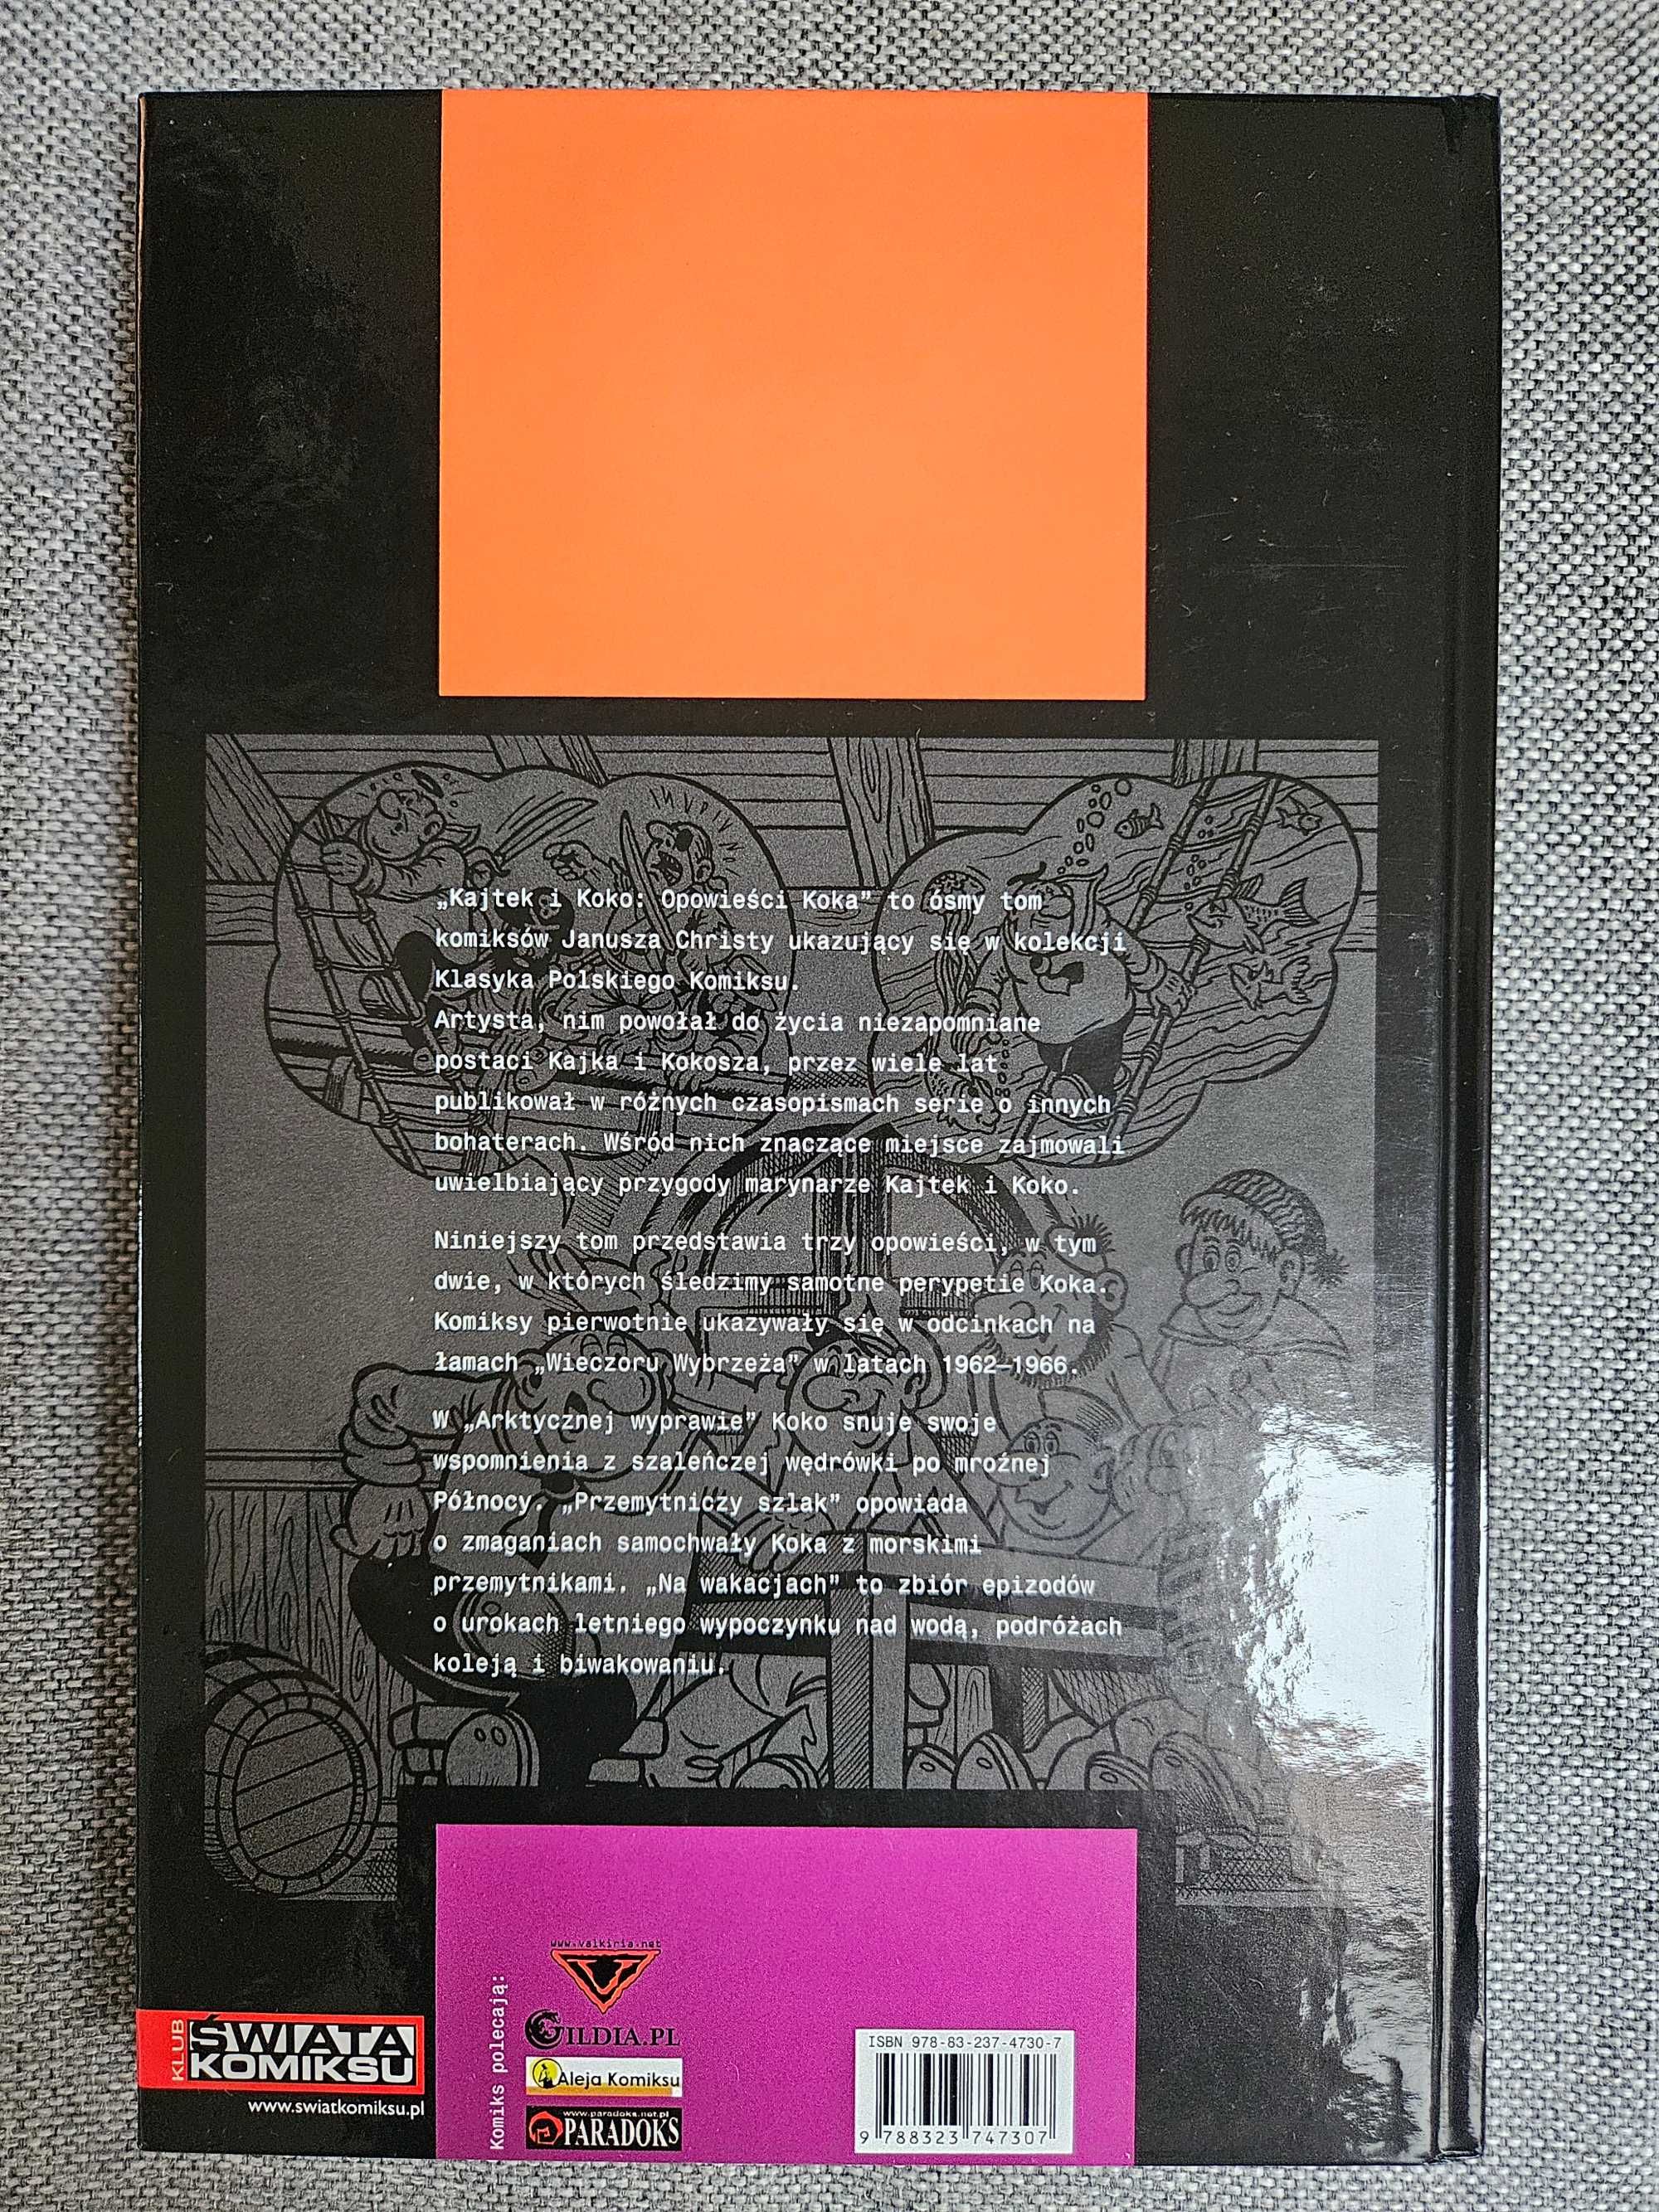 „Kajtek i Koko: Opowieści Koka” to ósmy tom
komiksów Janusza Christy ukazujący się w kolekcji
Klasyka Polskiego Komiksu.
Artysta, nim powołał do życia niezapomniane
postaci Kajka i Kokosza, przez wiele lat
publikował w różnych czasopismach serie o innych
bohaterach. Wśród nich znaczące miejsce zajmowali
uwielbiający przygody marynarze Kajtek i Koko.
Niniejszy tom przedstawia trzy opowieści, w tym
dwie, w których śledzimy samotne perypetie Koka.
Komiksy pierwotnie ukazywały się w odcinkach na
łamach „Wieczoru Wybrzeża” w latach 1962–1966.
W „Arktycznej wyprawie” Koko snuje swoje
wspomnienia z szaleńczej wędrówki po mroźnej
Północy. „Przemytniczy szlak” opowiada
o zmaganiach samochwały Koka z morskimi
przemytnikami. „Na wakacjach” to zbiór epizodów
o urokach letniego wypoczynku nad wodą, podróżach
koleją i biwakowaniu.
KLUB
ŚWIATA
KOMIKSU
www.swiatkomiksu.pl
Komiks polecają:
www.valkiria.net
GILDIA.PL
Aleja Komiksu
www.paradoks.net.pl
PARADOKS
ISBN 978-83-237-4730-7
9 788323 747307